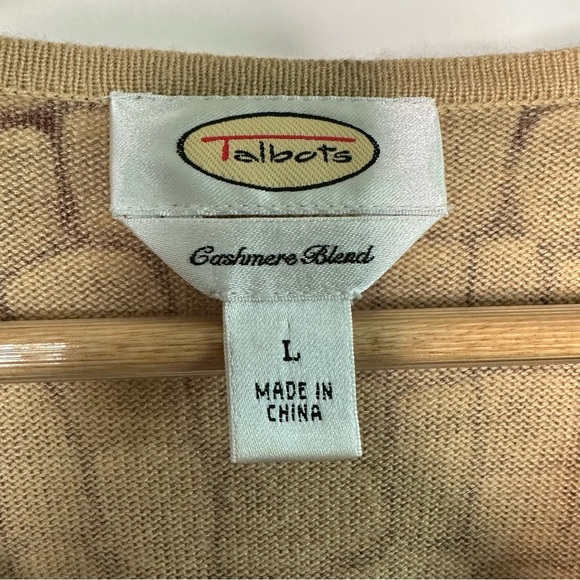 Talbots
Cashmere Blend
L
MADE IN
CHINA